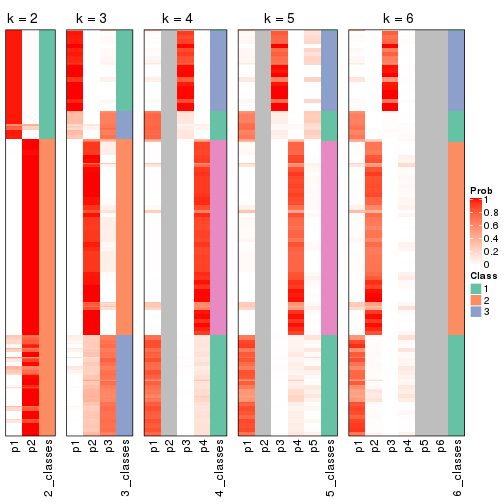 k = 2
k = 3
k = 4
k = 5
k = 6
p1
p2
2_classes
p1
p2
p3
3_classes
p1
p2
p3
p4
4_classes
p1
p2
p3
p4
p5
5_classes
p1
p2
p3
p4
p5
p6
6_classes
Prob
1
0.8
0.6
0.4
0.2
0
Class
1
2
3